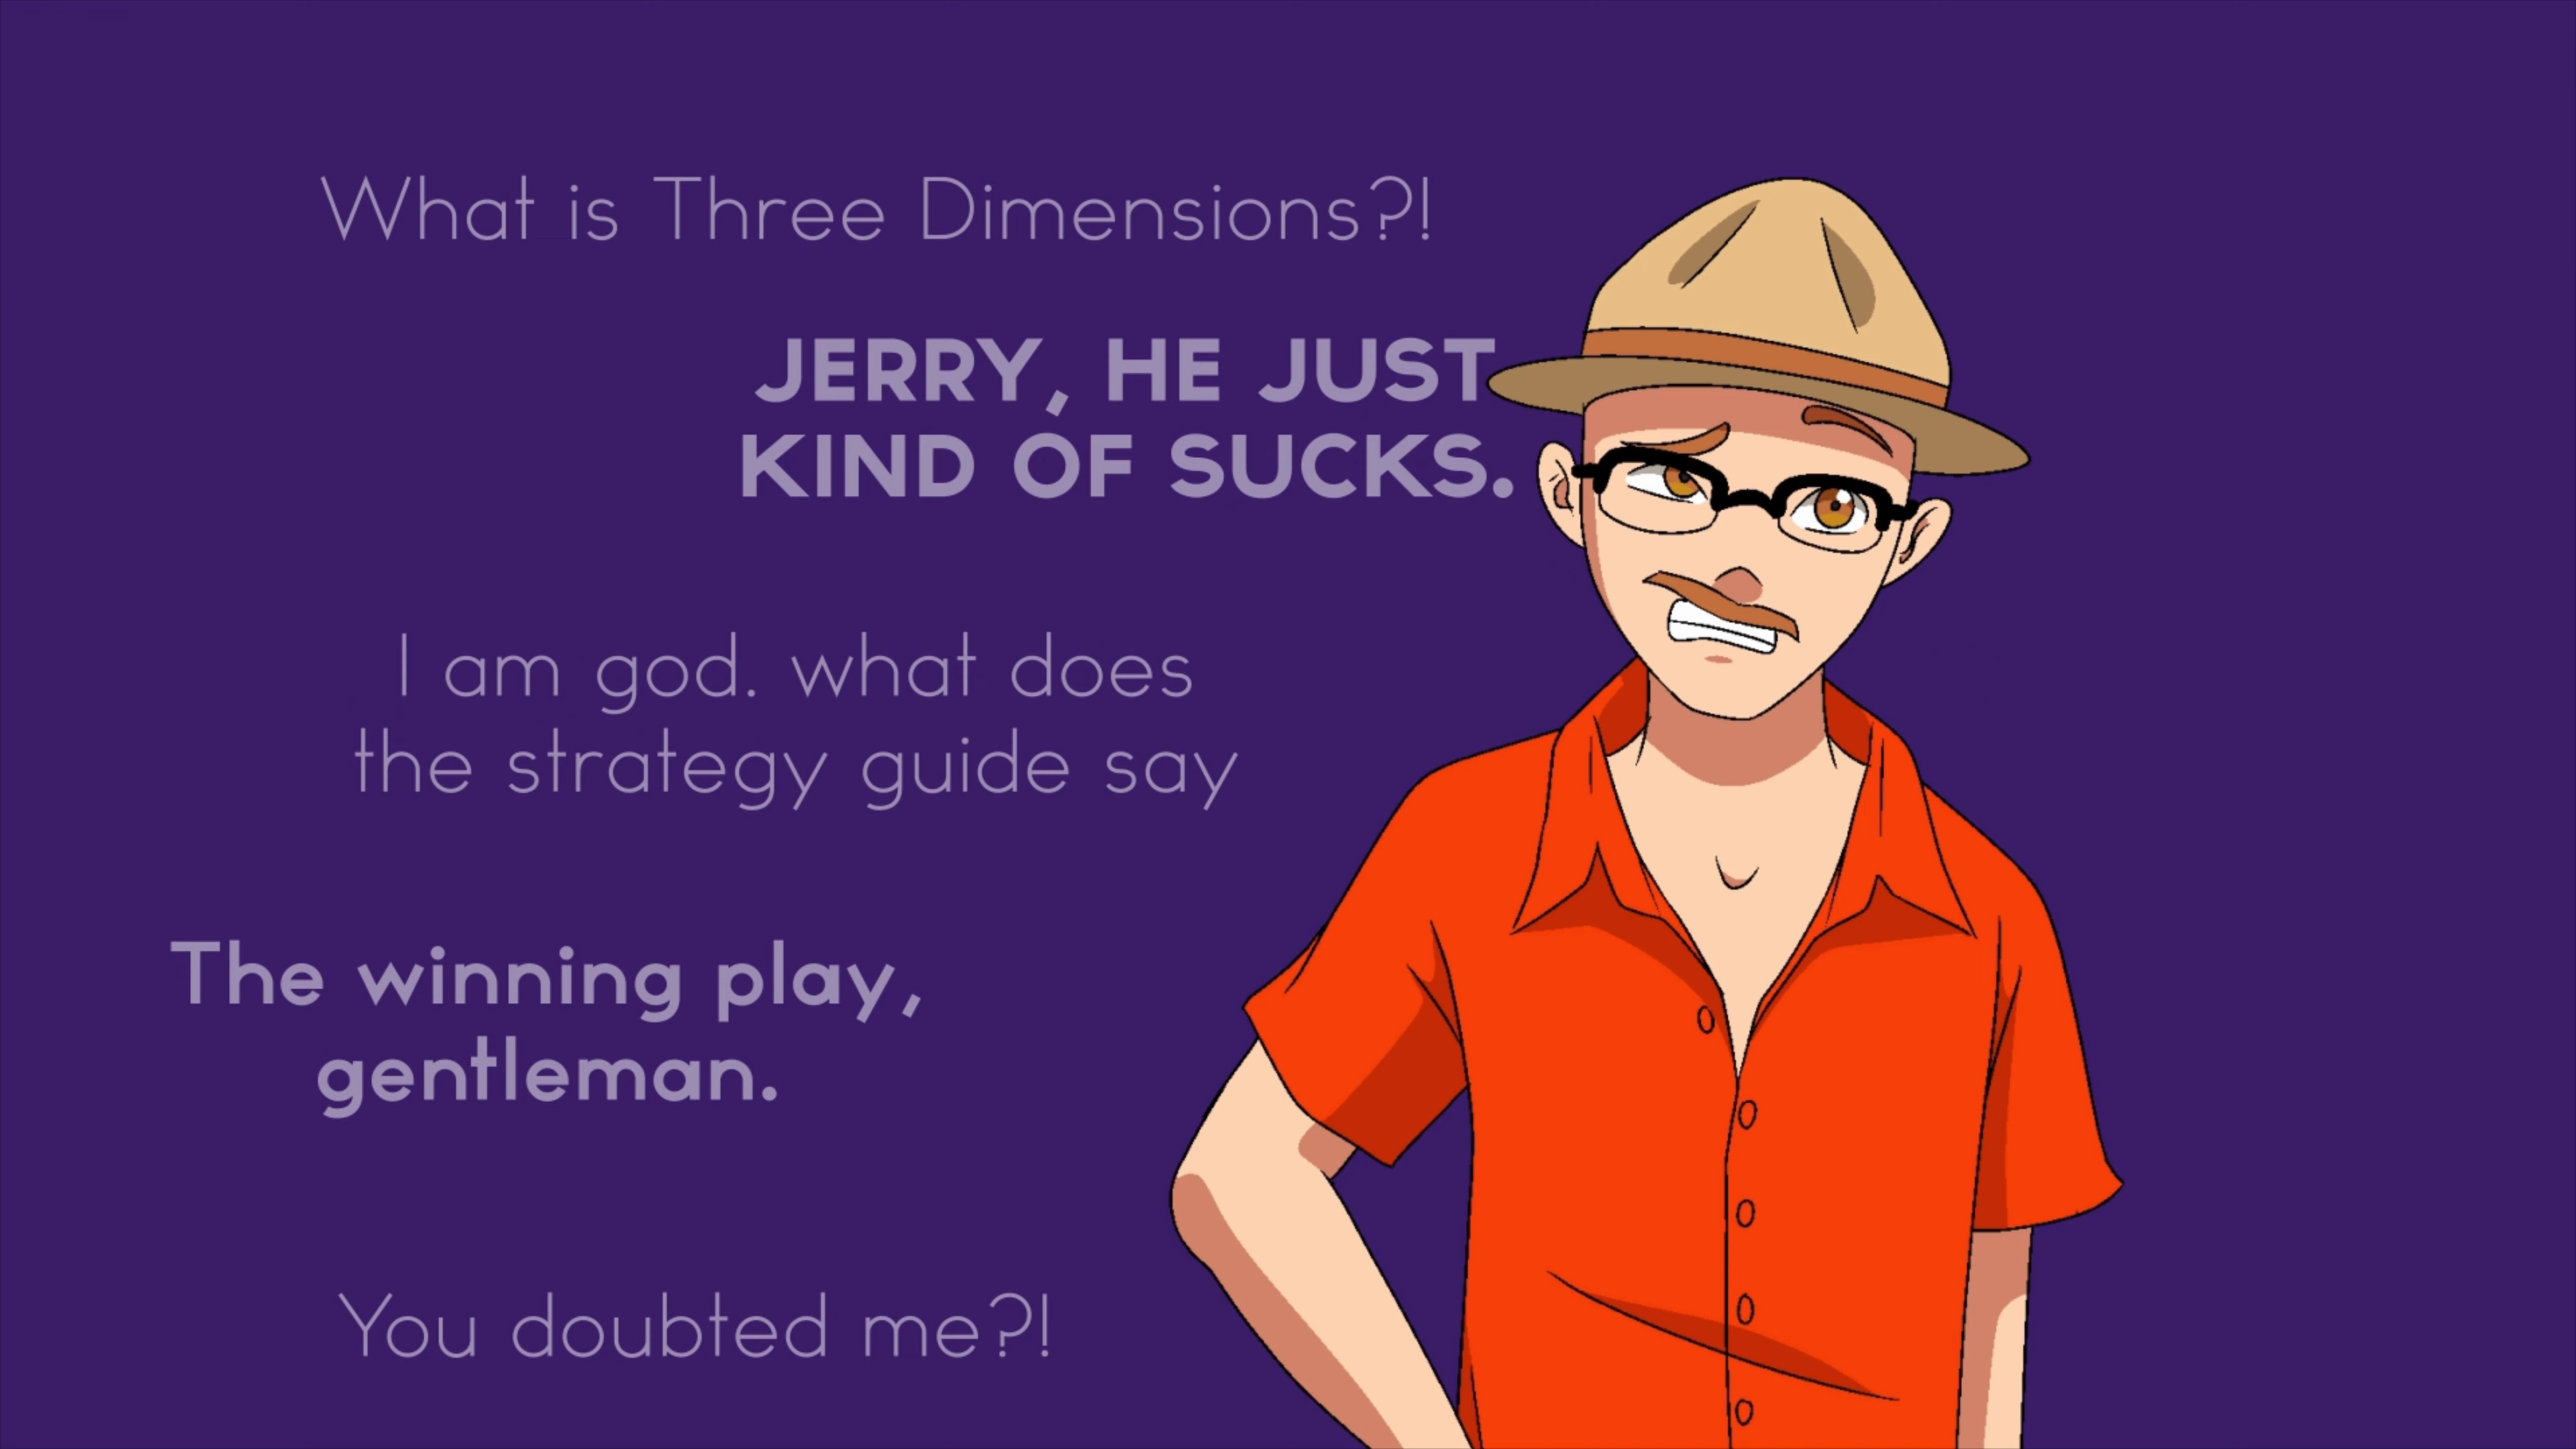 What is Three Dimensions?!
JERRY, HE JUST
KIND OF SUCKS.
I am god. what does
the strategy guide say
The winning play,
gentleman.
You doubted me?!